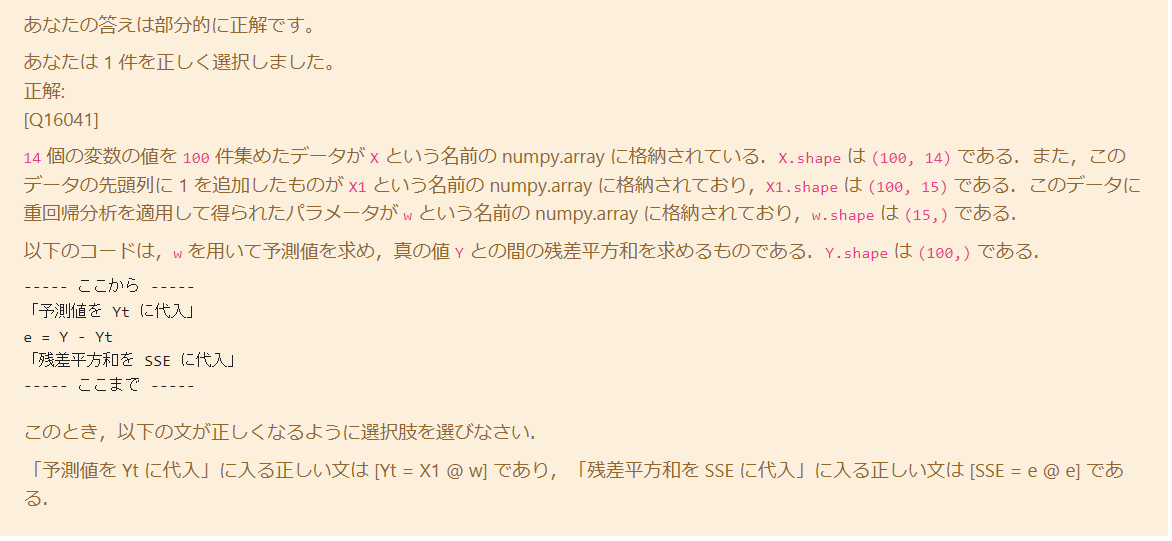 あなたの答えは部分的に正解です。
あなたは 1 件を正しく選択しました。
正解:
[Q16041]
14 個の変数の値を 100 件集めたデータが X という名前の numpy.array に格納されている．X.shape は (100, 14) である．また，この
データの先頭列に 1 を追加したものが X1 という名前の numpy.array に格納されており，X1.shape は (100, 15) である．このデータに
重回帰分析を適用して得られたパラメータが w という名前の numpy.array に格納されており，w.shape は (15,) である．
以下のコードは，w を用いて予測値を求め，真の値 Y との間の残差平方和を求めるものである．Y.shape は (100,) である．
----- ここから -----
「予測値を Yt に代入」
e = Y - Yt
「残差平方和を SSE に代入」
----- ここまで -----
このとき，以下の文が正しくなるように選択肢を選びなさい．
「予測値を Yt に代入」に入る正しい文は [Yt = X1 @ w] であり，「残差平方和を SSE に代入」に入る正しい文は [SSE = e @ e] であ
る．